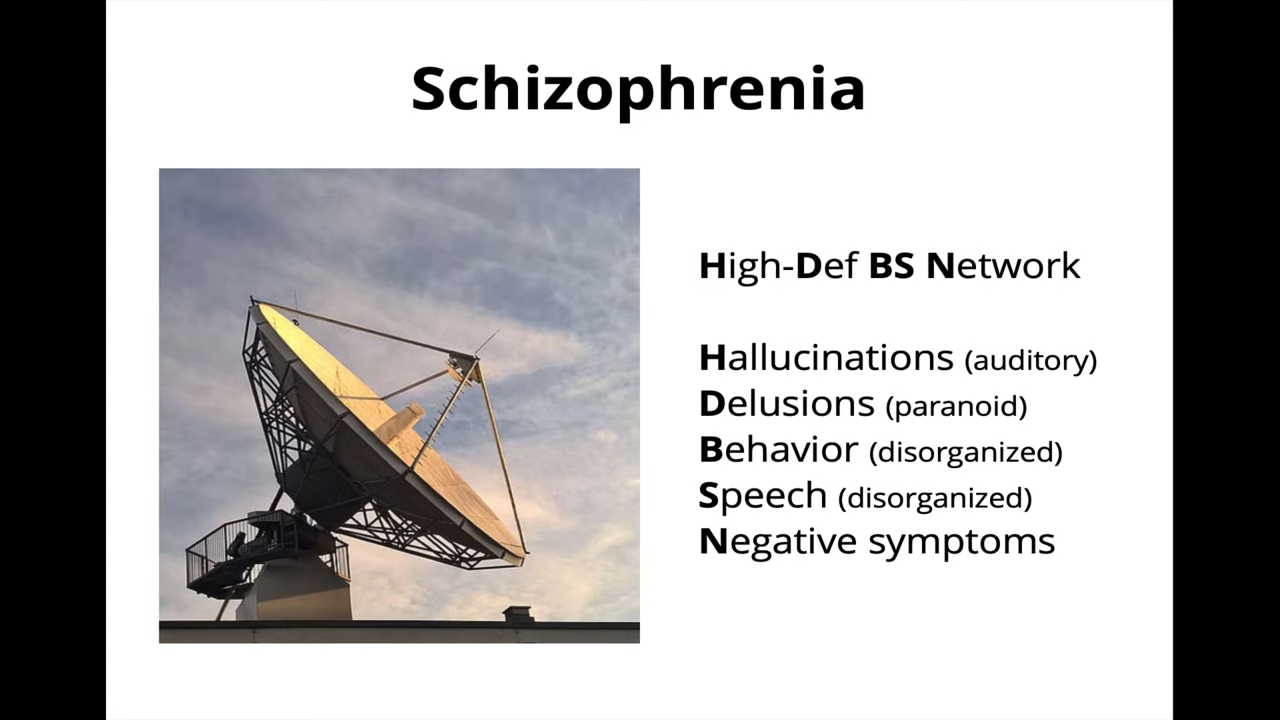 Schizophrenia
High-Def BS Network
Hallucinations (auditory)
Delusions (paranoid)
Behavior (disorganized)
Speech (disorganized)
Negative symptoms